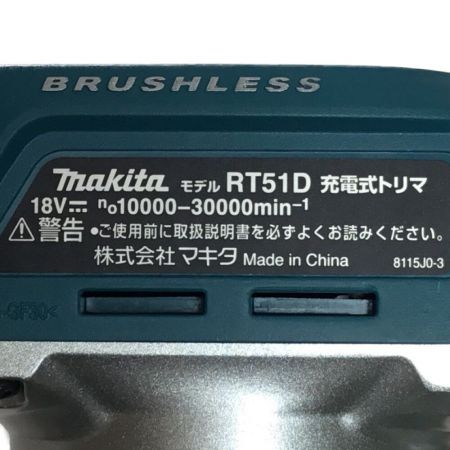 BRUSHLESS
makita モデル RT51D 充電式トリマ
18V⎓ n₀10000–30000min⁻¹
⚠警告 •ご使用前に取扱説明書を必ずよくお読みください。
株式会社マキタ Made in China 8115J0-3
-GF30<